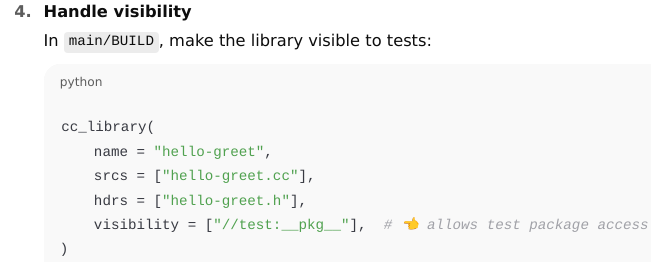 4. Handle visibility
In main/BUILD, make the library visible to tests:
python
cc_library(
    name = "hello-greet",
    srcs = ["hello-greet.cc"],
    hdrs = ["hello-greet.h"],
    visibility = ["//test:__pkg__"],  # 👈 allows test package access
)